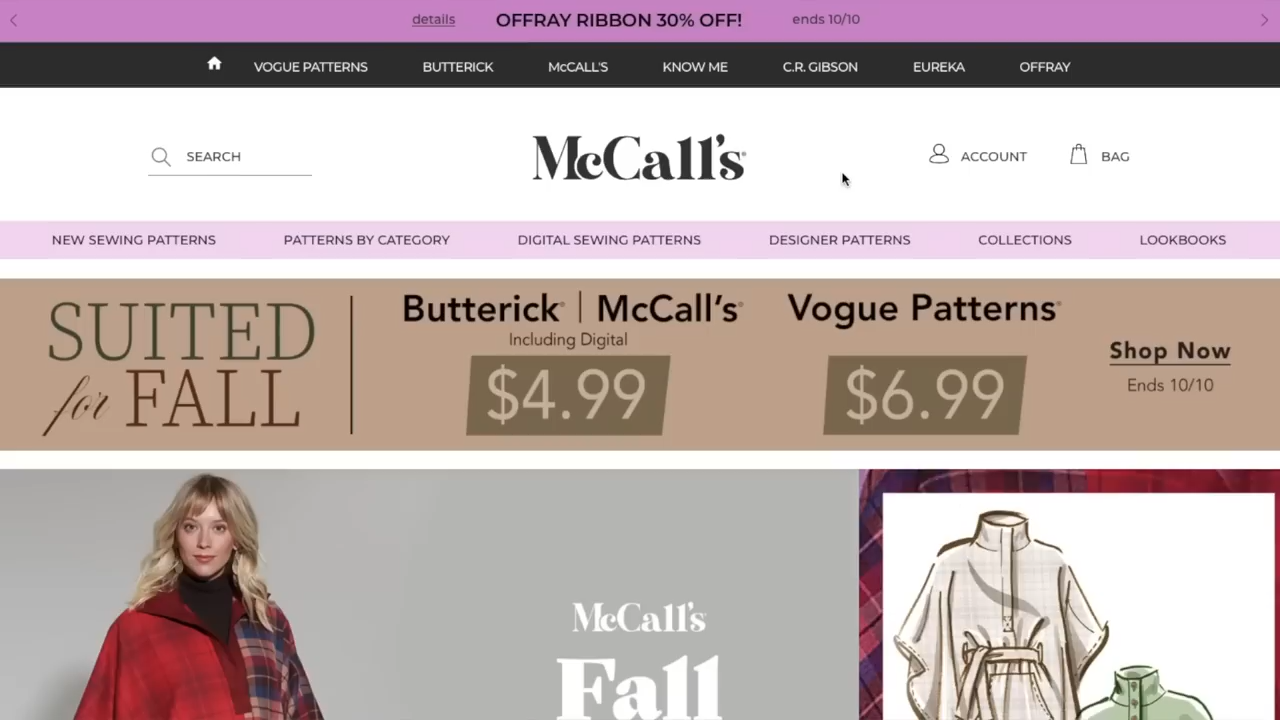 details OFFRAY RIBBON 30% OFF! ends 10/10
VOGUE PATTERNS BUTTERICK McCALL'S KNOW ME C.R. GIBSON EUREKA OFFRAY
SEARCH McCall's® ACCOUNT BAG
NEW SEWING PATTERNS PATTERNS BY CATEGORY DIGITAL SEWING PATTERNS DESIGNER PATTERNS COLLECTIONS LOOKBOOKS
SUITED
for FALL
Butterick® | McCall's®
Including Digital
$4.99
Vogue Patterns®
$6.99
Shop Now
Ends 10/10
McCall's
Fall